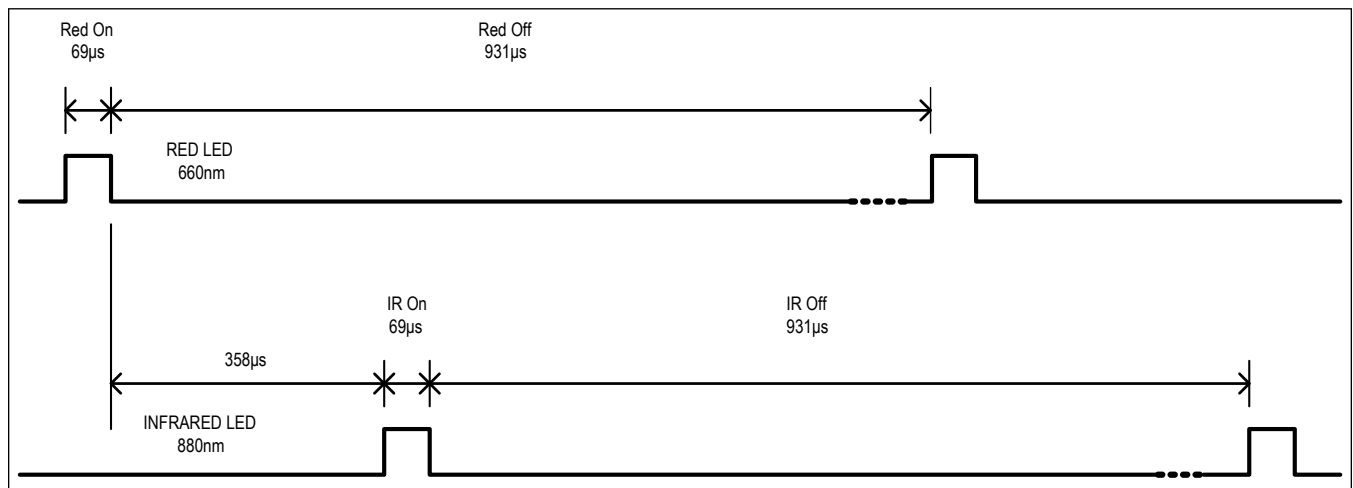 Red On
69µs
Red Off
931µs
RED LED
660nm
IR On
69µs
IR Off
931µs
358µs
INFRARED LED
880nm